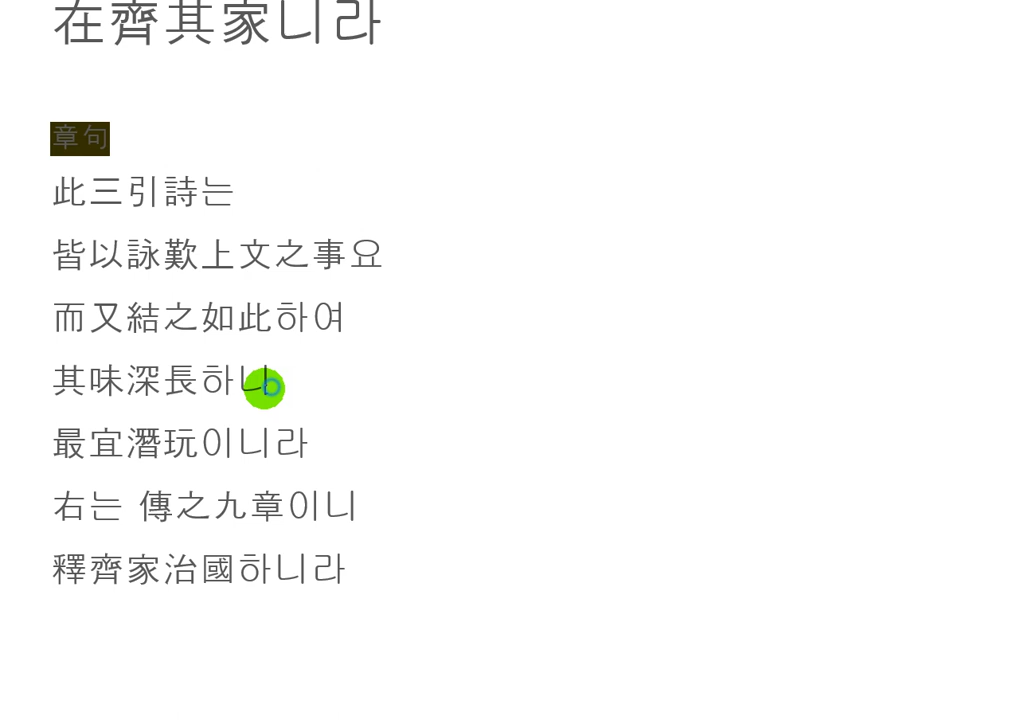 在齊其家니라
章句
此三引詩는
皆以詠歎上文之事요
而又結之如此하여
其味深長하니
最宜潛玩이니라
右는 傳之九章이니
釋齊家治國하니라